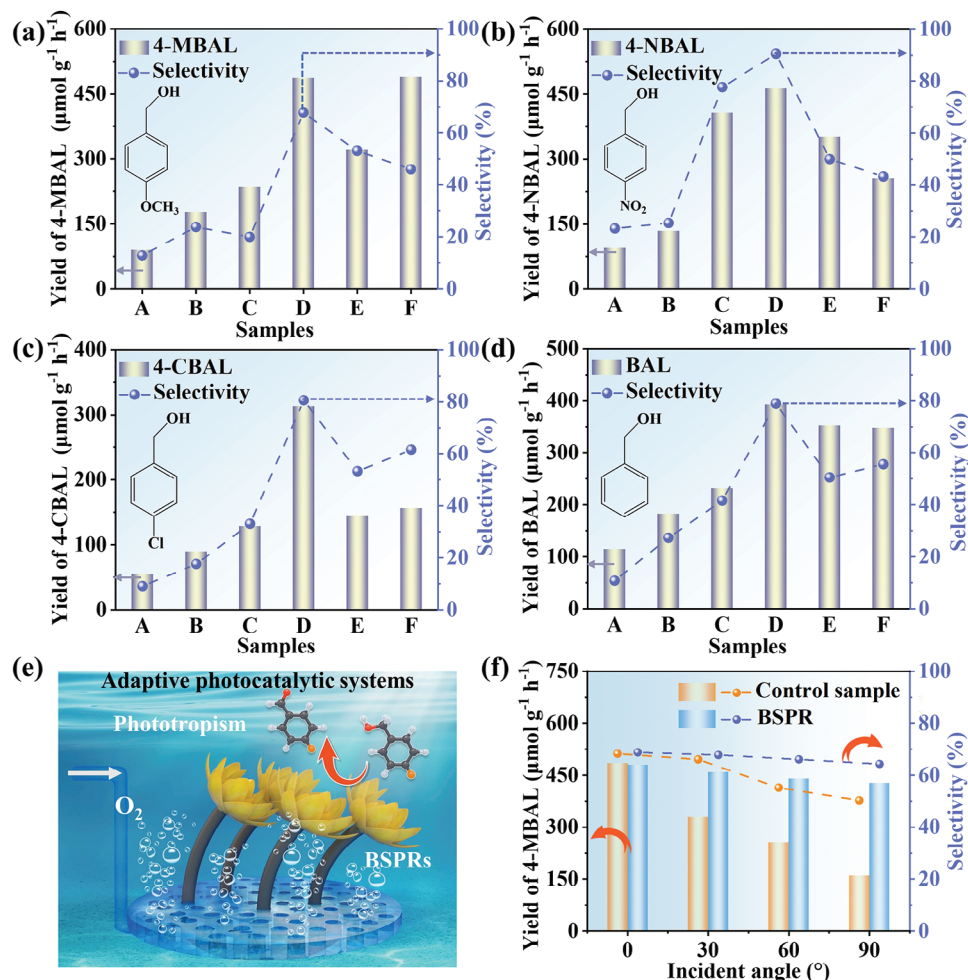 (a)
600
450
300
150
0
Yield of 4-MBAL (μmol g⁻¹ h⁻¹)
4-MBAL
Selectivity
OH
OCH₃
100
80
60
40
20
0
Selectivity (%)
A B C D E F
Samples
(b)
600
450
300
150
0
Yield of 4-NBAL (μmol g⁻¹ h⁻¹)
4-NBAL
Selectivity
OH
NO₂
100
80
60
40
20
0
Selectivity (%)
A B C D E F
Samples
(c)
400
300
200
100
0
Yield of 4-CBAL (μmol g⁻¹ h⁻¹)
4-CBAL
Selectivity
OH
Cl
100
80
60
40
20
0
Selectivity (%)
A B C D E F
Samples
(d)
500
400
300
200
100
0
Yield of BAL (μmol g⁻¹ h⁻¹)
BAL
Selectivity
OH
100
80
60
40
20
0
Selectivity (%)
A B C D E F
Samples
(e)
Adaptive photocatalytic systems
Phototropism
O₂
BSPRs
(f)
750
600
450
300
150
0
Yield of 4-MBAL (μmol g⁻¹ h⁻¹)
Control sample
BSPR
100
80
60
40
20
0
Selectivity (%)
0 30 60 90
Incident angle (°)